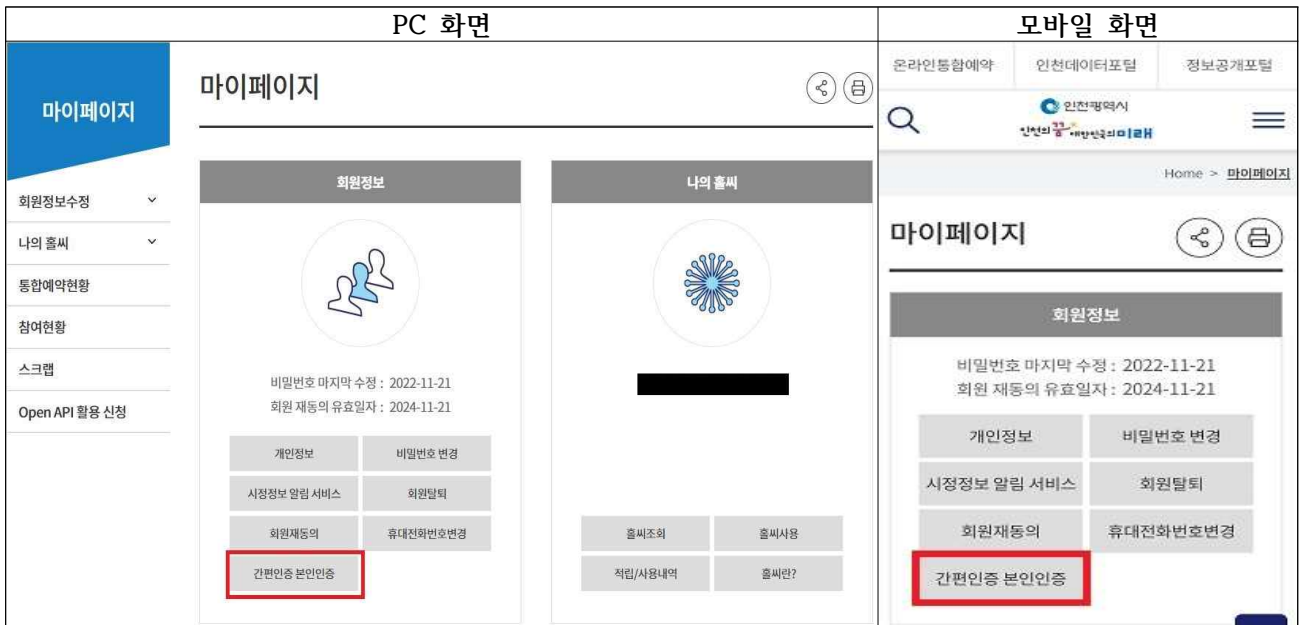 PC 화면
모바일 화면
마이페이지
회원정보수정
나의 홀씨
통합예약현황
참여현황
스크랩
Open API 활용 신청
마이페이지
회원정보
비밀번호 마지막 수정 : 2022-11-21
회원 재동의 유효일자 : 2024-11-21
개인정보 비밀번호 변경
시정정보 알림 서비스 회원탈퇴
회원재동의 휴대전화번호변경
간편인증 본인인증
나의 홀씨
홀씨조회 홀씨사용
적립/사용내역 홀씨란?
온라인통합예약 인천데이터포털 정보공개포털
인천광역시
인천의 꿈 대한민국의 미래
Home > 마이페이지
마이페이지
회원정보
비밀번호 마지막 수정 : 2022-11-21
회원 재동의 유효일자 : 2024-11-21
개인정보 비밀번호 변경
시정정보 알림 서비스 회원탈퇴
회원재동의 휴대전화번호변경
간편인증 본인인증